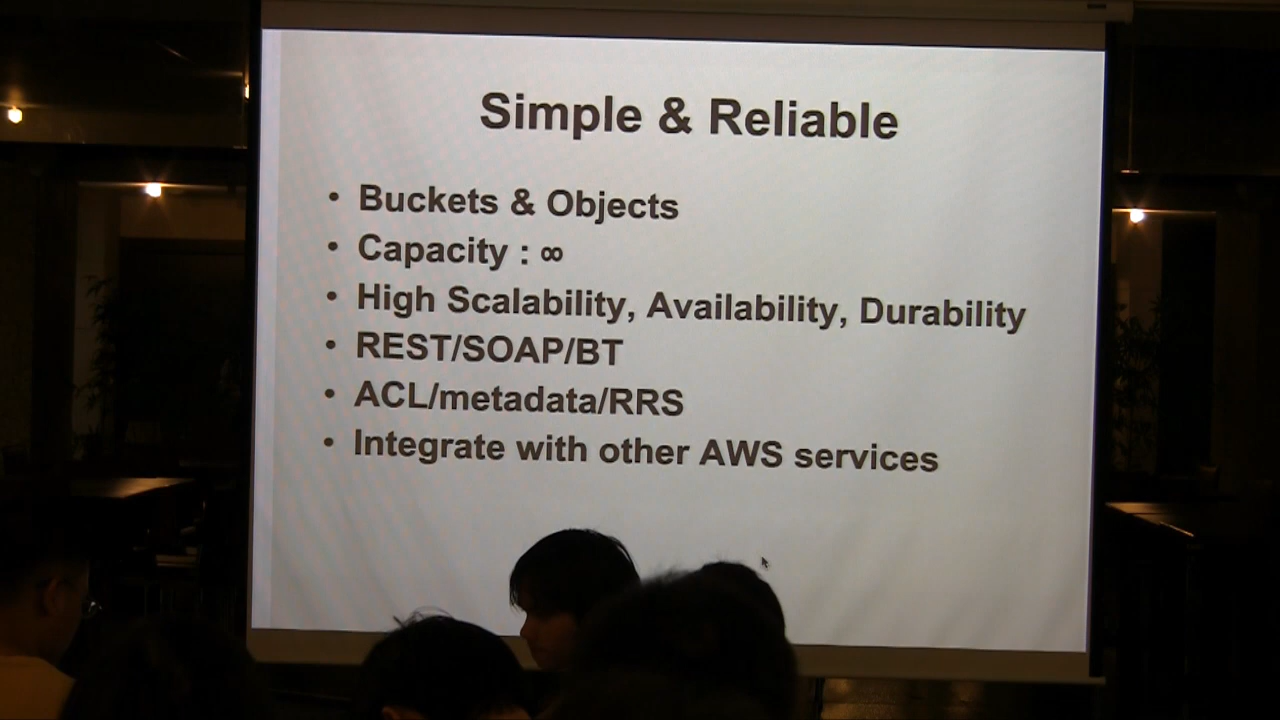 Simple & Reliable
• Buckets & Objects
• Capacity : ∞
• High Scalability, Availability, Durability
• REST/SOAP/BT
• ACL/metadata/RRS
• Integrate with other AWS services